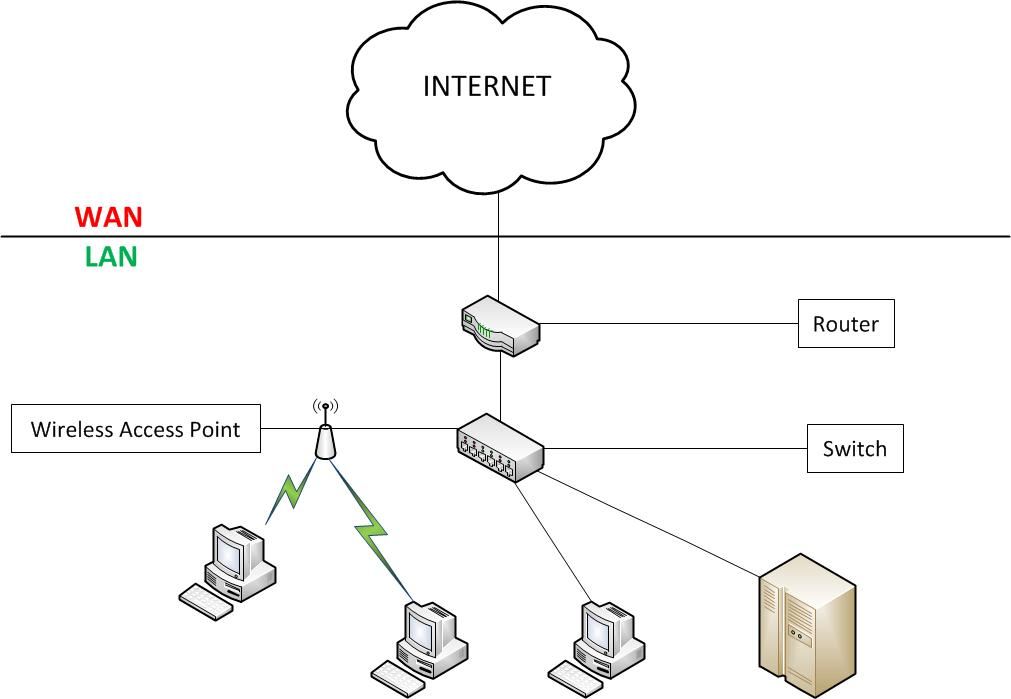 INTERNET
WAN
LAN
Router
Wireless Access Point
Switch